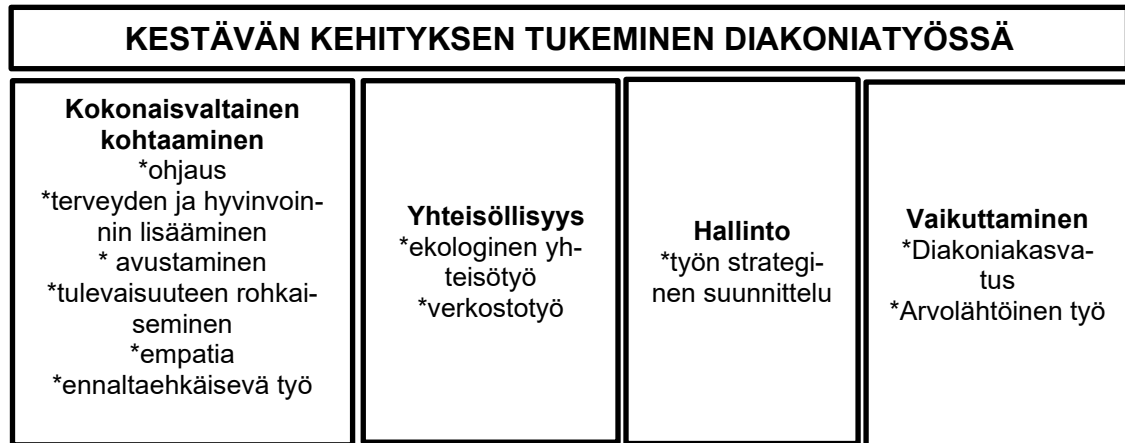 KESTÄVÄN KEHITYKSEN TUKEMINEN DIAKONIATYÖSSÄ
Kokonaisvaltainen
kohtaaminen
*ohjaus
*terveyden ja hyvinvoin-
nin lisääminen
* avustaminen
*tulevaisuuteen rohkai-
seminen
*empatia
*ennaltaehkäisevä työ
Yhteisöllisyys
*ekologinen yh-
teisötyö
*verkostotyö
Hallinto
*työn strategi-
nen suunnittelu
Vaikuttaminen
*Diakoniakasva-
tus
*Arvolähtöinen työ